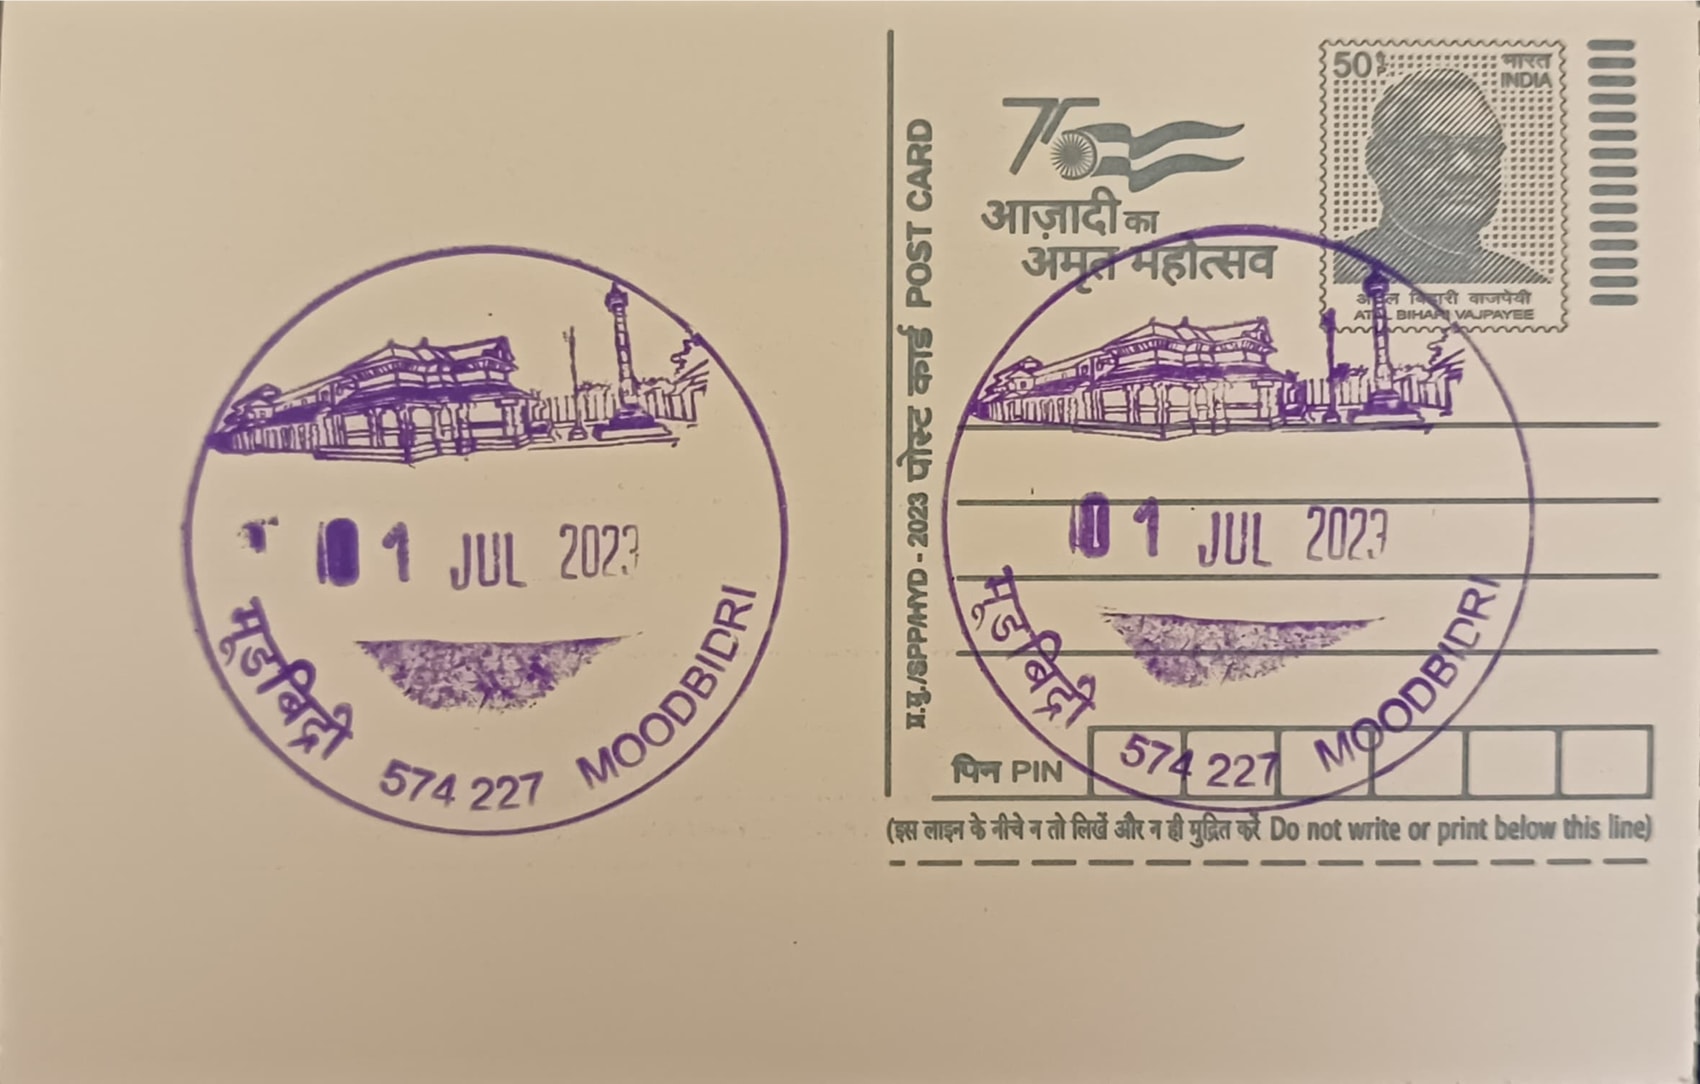 01 JUL 2023
मूडबिद्री
574 227
MOODBIDRI
प्र.मु./SPPHYD - 2023 पोस्ट कार्ड POST CARD
75
आज़ादी का
अमृत महोत्सव
50 पै.
भारत
INDIA
अटल बिहारी वाजपेयी
ATAL BIHARI VAJPAYEE
01 JUL 2023
मूडबिद्री
574 227
MOODBIDRI
पिन PIN
(इस लाइन के नीचे न तो लिखें और न ही मुद्रित करें Do not write or print below this line)